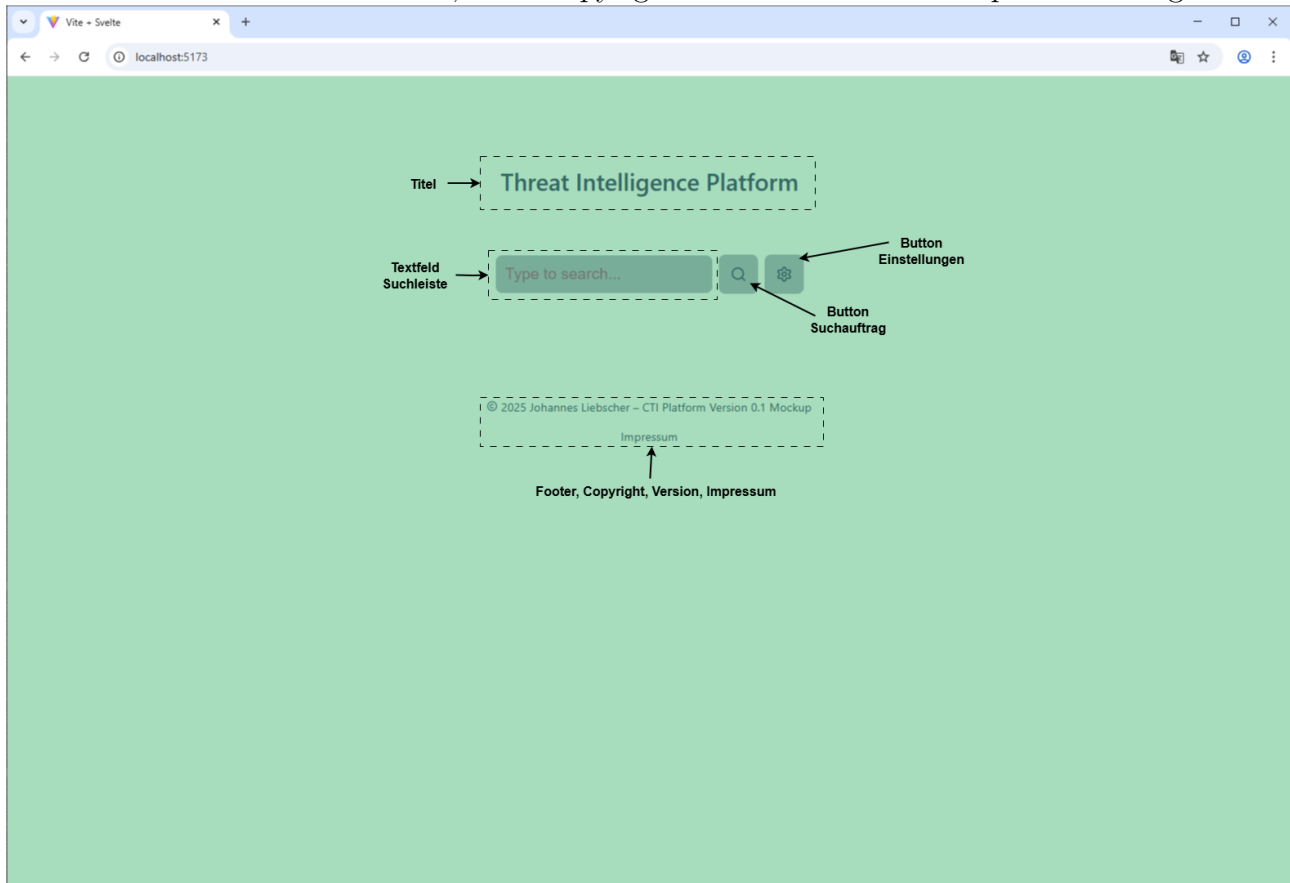 Vite + Svelte
localhost:5173
Titel
Threat Intelligence Platform
Button
Einstellungen
Textfeld
Suchleiste
Type to search...
Button
Suchauftrag
© 2025 Johannes Liebscher – CTI Platform Version 0.1 Mockup
Impressum
Footer, Copyright, Version, Impressum